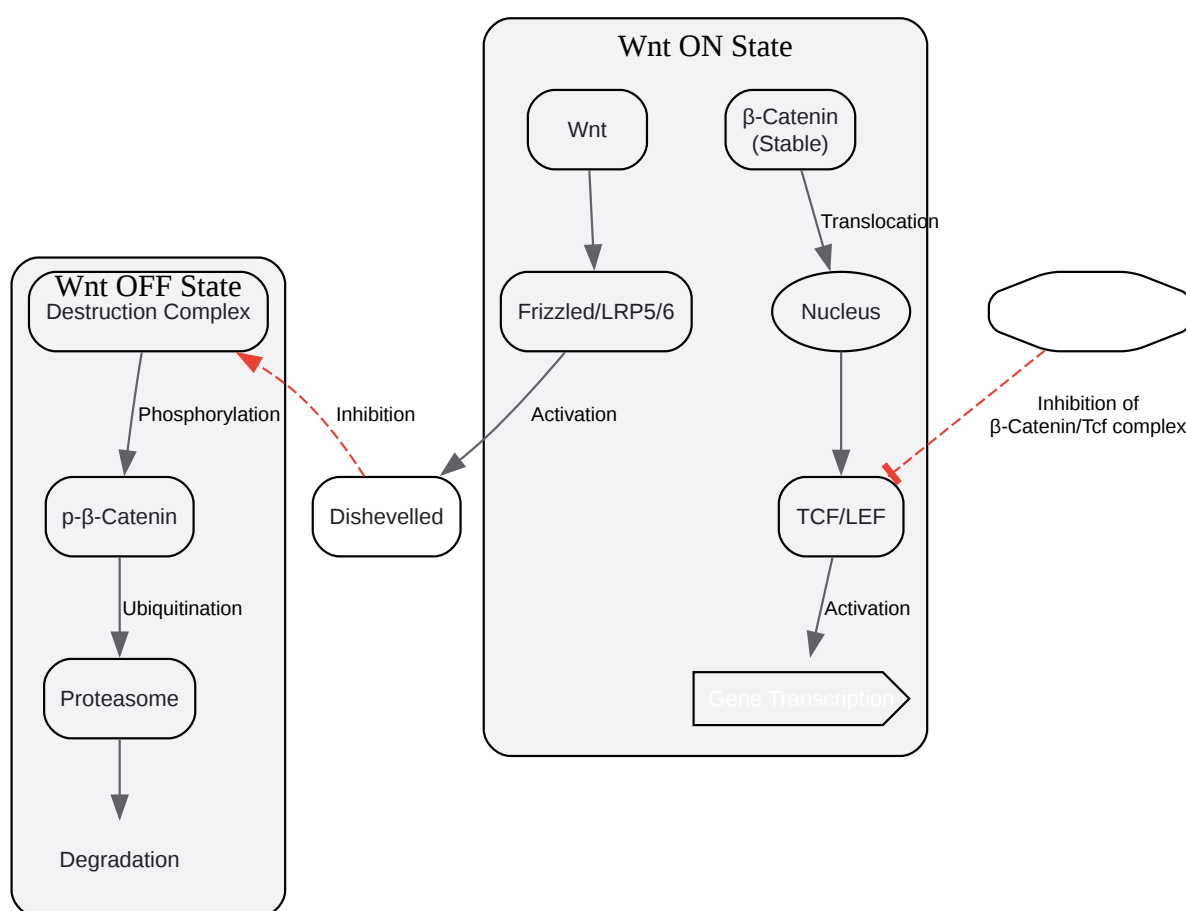 Wnt ON State
Wnt
β-Catenin
(Stable)
Translocation
Wnt OFF State
Destruction Complex
Frizzled/LRP5/6
Nucleus
Phosphorylation
Inhibition
Activation
Inhibition of
β-Catenin/Tcf complex
p-β-Catenin
Dishevelled
TCF/LEF
Ubiquitination
Activation
Proteasome
Gene Transcription
Degradation